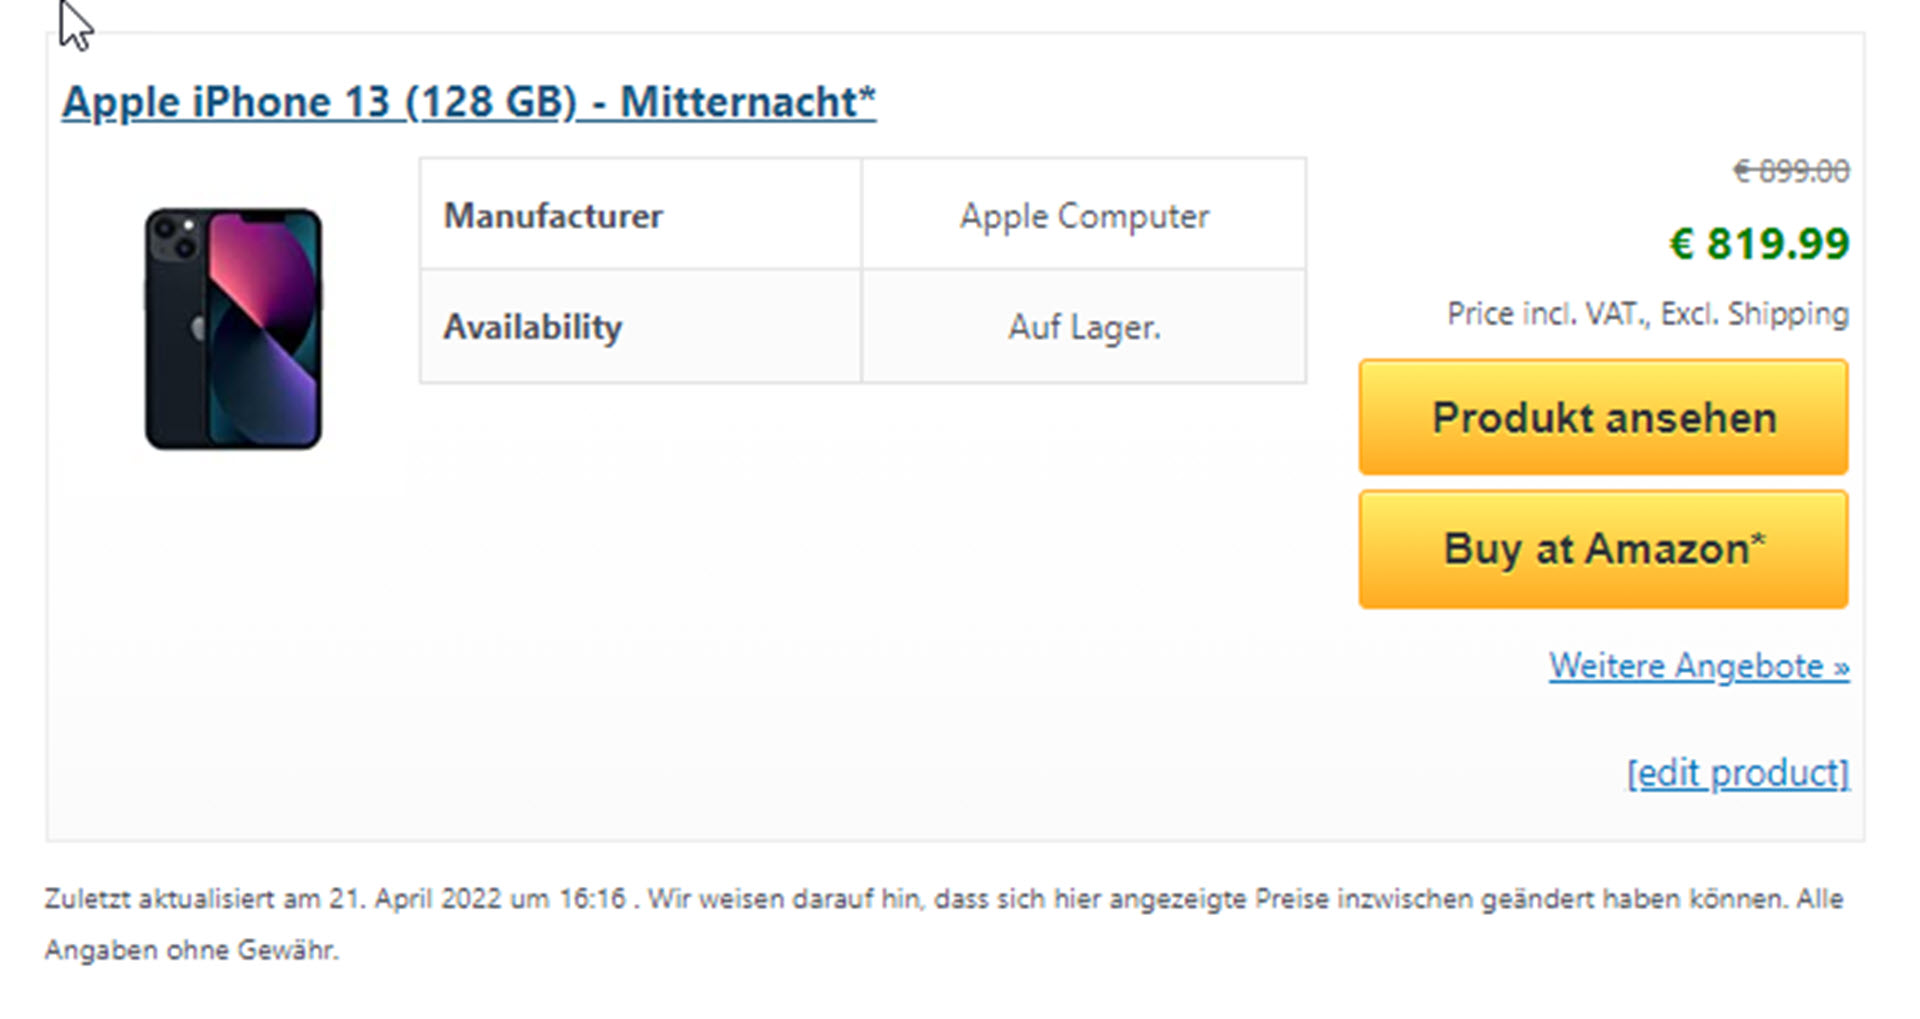 Apple iPhone 13 (128 GB) - Mitternacht*
Manufacturer
Apple Computer
Availability
Auf Lager.
€ 899.00
€ 819.99
Price incl. VAT., Excl. Shipping
Produkt ansehen
Buy at Amazon*
Weitere Angebote »
[edit product]
Zuletzt aktualisiert am 21. April 2022 um 16:16 . Wir weisen darauf hin, dass sich hier angezeigte Preise inzwischen geändert haben können. Alle
Angaben ohne Gewähr.